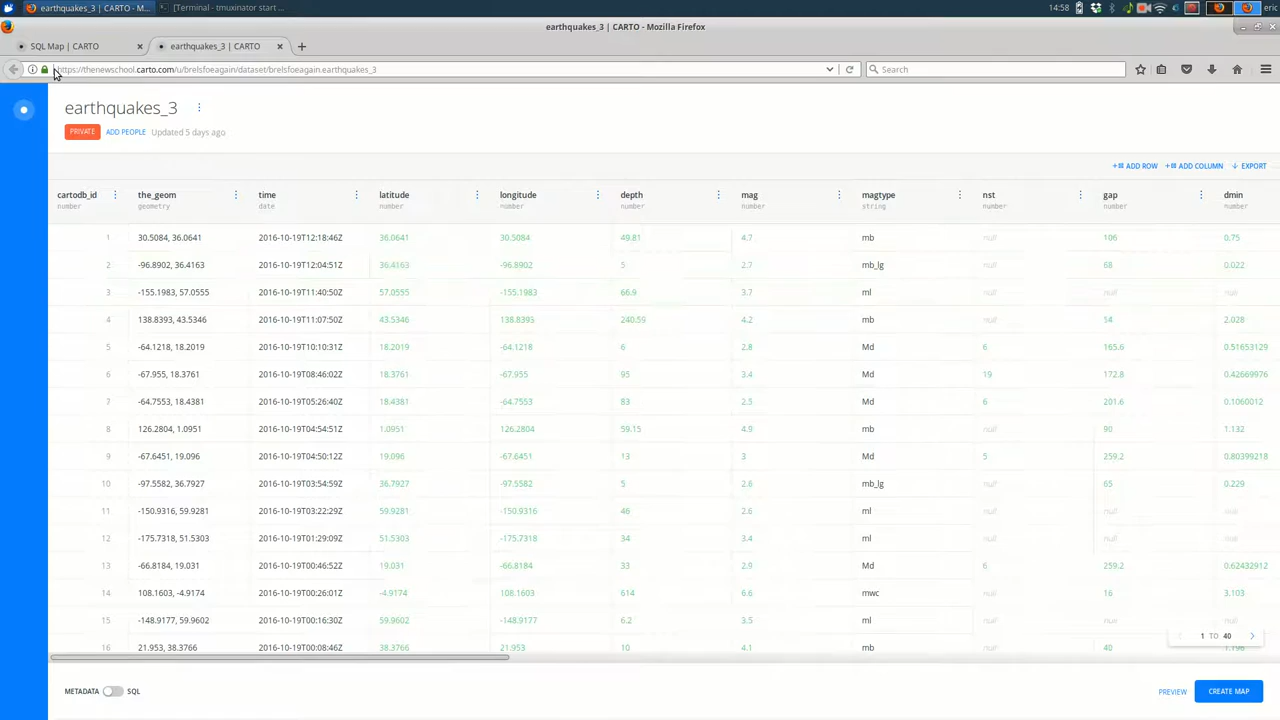 earthquakes_3 | CARTO - M... [Terminal - tmuxinator start ... 14:58 eric
earthquakes_3 | CARTO - Mozilla Firefox
SQL Map | CARTO earthquakes_3 | CARTO
https://thenewschool.carto.com/u/brelsfoeagain/dataset/brelsfoeagain.earthquakes_3 Search
earthquakes_3
PRIVATE ADD PEOPLE Updated 5 days ago
ADD ROW ADD COLUMN EXPORT
cartodb_id the_geom time latitude longitude depth mag magtype nst gap dmin
number geometry date number number number number string number number number
1 30.5084, 36.0641 2016-10-19T12:18:46Z 36.0641 30.5084 49.81 4.7 mb null 106 0.75
2 -96.8902, 36.4163 2016-10-19T12:04:51Z 36.4163 -96.8902 5 2.7 mb_lg null 68 0.022
3 -155.1983, 57.0555 2016-10-19T11:40:50Z 57.0555 -155.1983 66.9 3.7 ml null null null
4 138.8393, 43.5346 2016-10-19T11:07:50Z 43.5346 138.8393 240.59 4.2 mb null 54 2.028
5 -64.1218, 18.2019 2016-10-19T10:10:31Z 18.2019 -64.1218 6 2.8 Md 6 165.6 0.51653129
6 -67.955, 18.3761 2016-10-19T08:46:02Z 18.3761 -67.955 95 3.4 Md 19 172.8 0.42669976
7 -64.7553, 18.4381 2016-10-19T05:26:40Z 18.4381 -64.7553 83 2.5 Md 6 201.6 0.1060012
8 126.2804, 1.0951 2016-10-19T04:54:51Z 1.0951 126.2804 59.15 4.9 mb null 90 1.132
9 -67.6451, 19.096 2016-10-19T04:50:12Z 19.096 -67.6451 13 3 Md 5 259.2 0.80399218
10 -97.5582, 36.7927 2016-10-19T03:54:59Z 36.7927 -97.5582 5 2.6 mb_lg null 65 0.229
11 -150.9316, 59.9281 2016-10-19T03:22:29Z 59.9281 -150.9316 46 2.6 ml null null null
12 -175.7318, 51.5303 2016-10-19T01:29:09Z 51.5303 -175.7318 34 3.4 ml null null null
13 -66.8184, 19.031 2016-10-19T00:46:52Z 19.031 -66.8184 33 2.9 Md 6 259.2 0.62432912
14 108.1603, -4.9174 2016-10-19T00:26:01Z -4.9174 108.1603 614 6.6 mwc null 16 3.103
15 -148.9177, 59.9602 2016-10-19T00:16:30Z 59.9602 -148.9177 6.2 3.5 ml null null
16 21.953, 38.3766 2016-10-19T00:08:46Z 38.3766 21.953 10 4.1 mb null 40 1.196
1 TO 40
METADATA SQL PREVIEW CREATE MAP